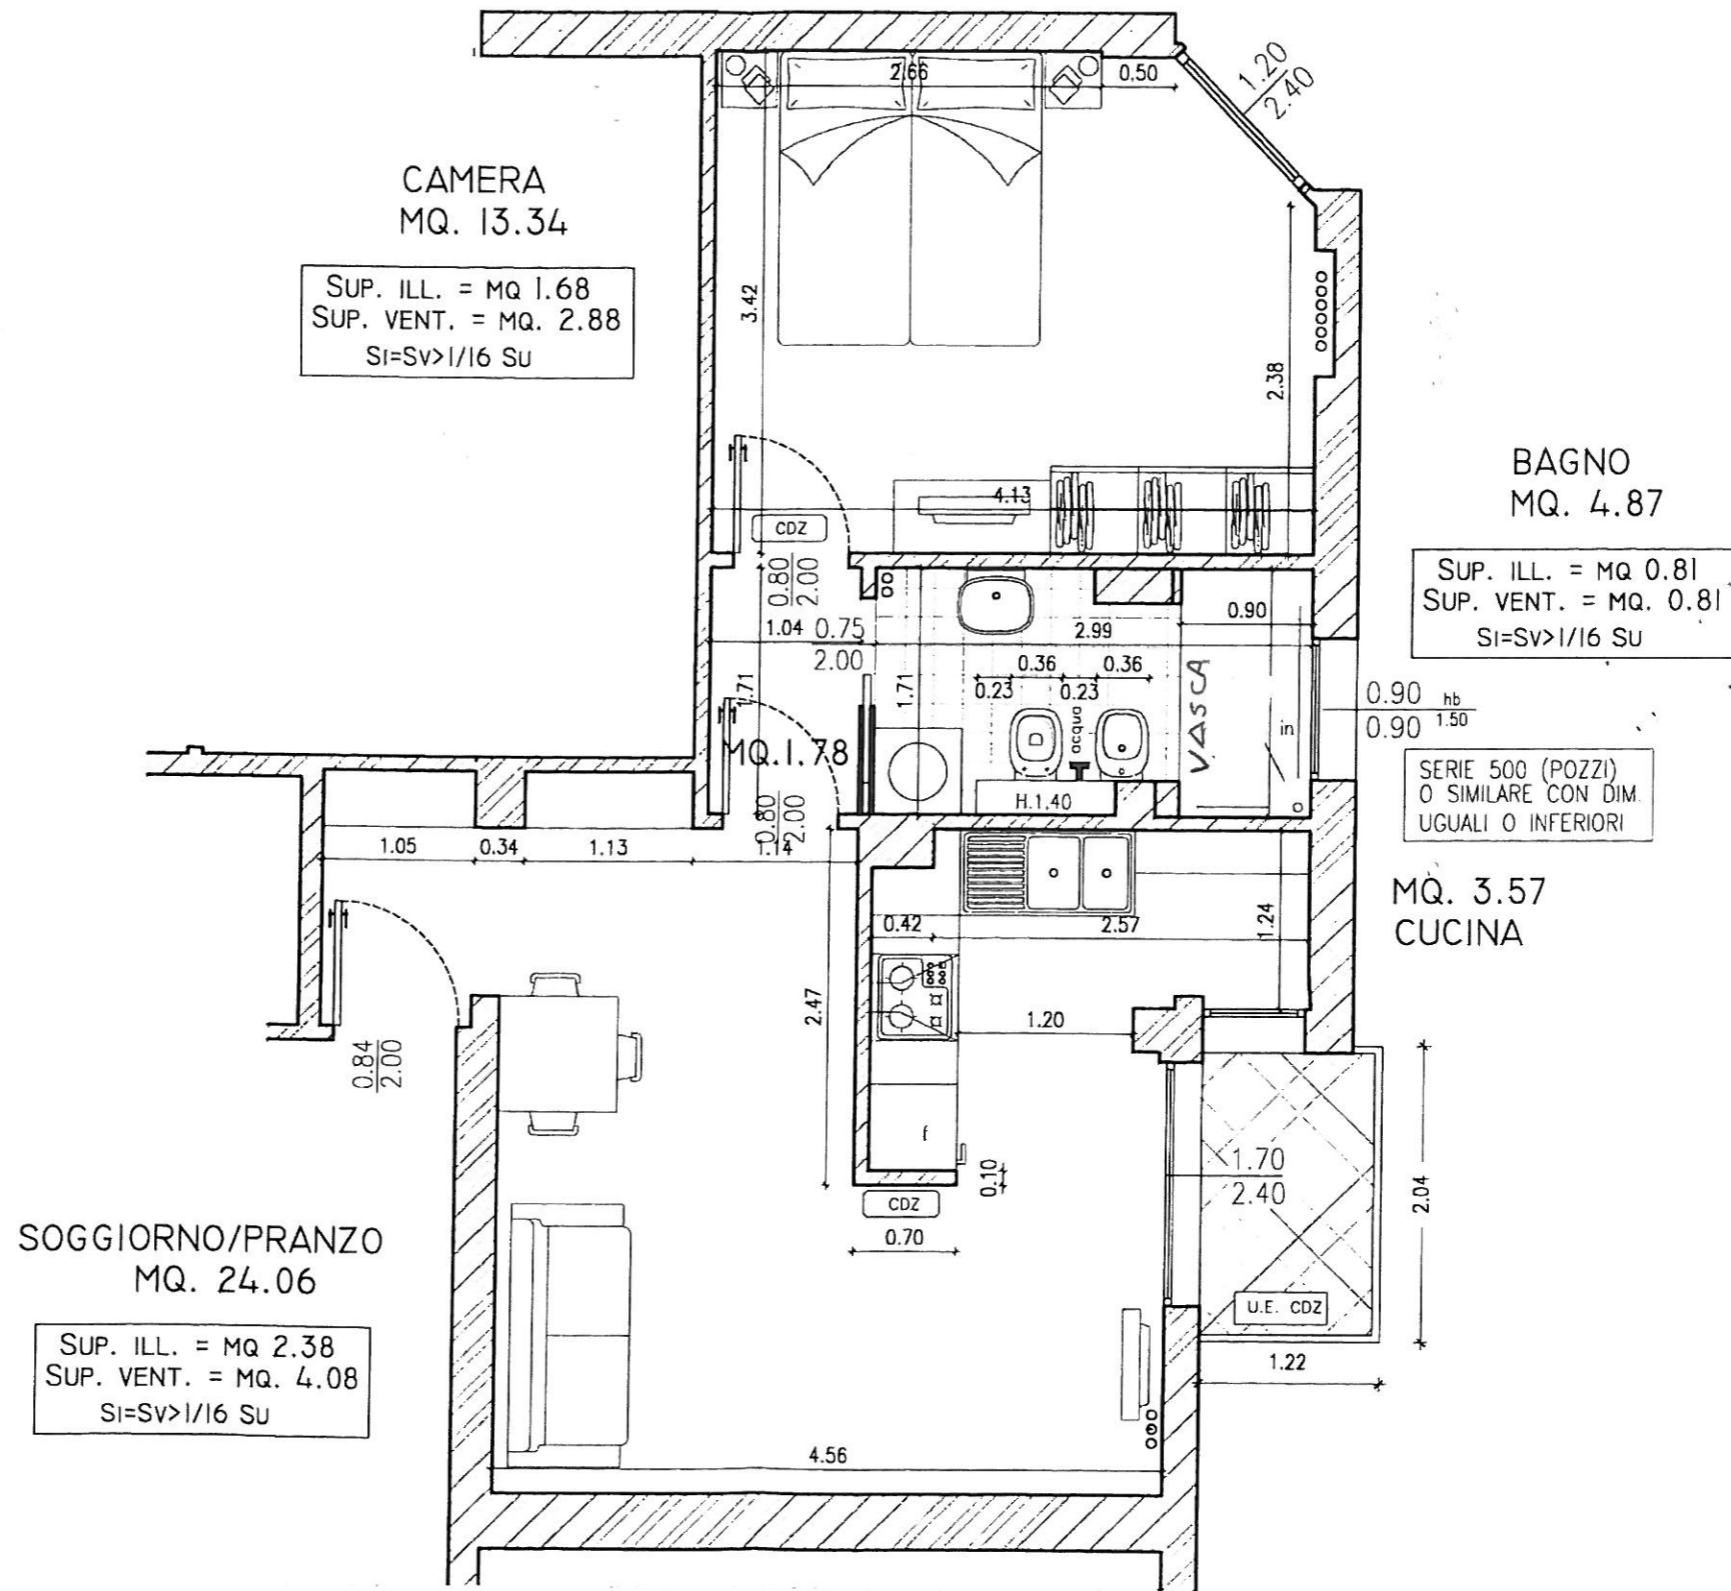 2.66
0.50
1.20
2.40
CAMERA
MQ. 13.34
SUP. ILL. = MQ 1.68
SUP. VENT. = MQ. 2.88
SI=SV>1/16 SU
3.42
2.38
4.13
CDZ
BAGNO
MQ. 4.87
SUP. ILL. = MQ 0.81
SUP. VENT. = MQ. 0.81
SI=SV>1/16 SU
0.80
2.00
1.04
0.75
2.00
2.99
0.90
0.36
0.36
0.23
0.23
1.71
1.71
acqua
VASCA
in
0.90
0.90
hb
1.50
MQ.1.78
H.1.40
SERIE 500 (POZZI)
O SIMILARE CON DIM.
UGUALI O INFERIORI
0.80
2.00
1.05
0.34
1.13
1.14
MQ. 3.57
CUCINA
0.42
2.57
1.24
2.47
1.20
0.84
2.00
f
0.10
CDZ
0.70
1.70
2.40
2.04
U.E. CDZ
1.22
SOGGIORNO/PRANZO
MQ. 24.06
SUP. ILL. = MQ 2.38
SUP. VENT. = MQ. 4.08
SI=SV>1/16 SU
4.56